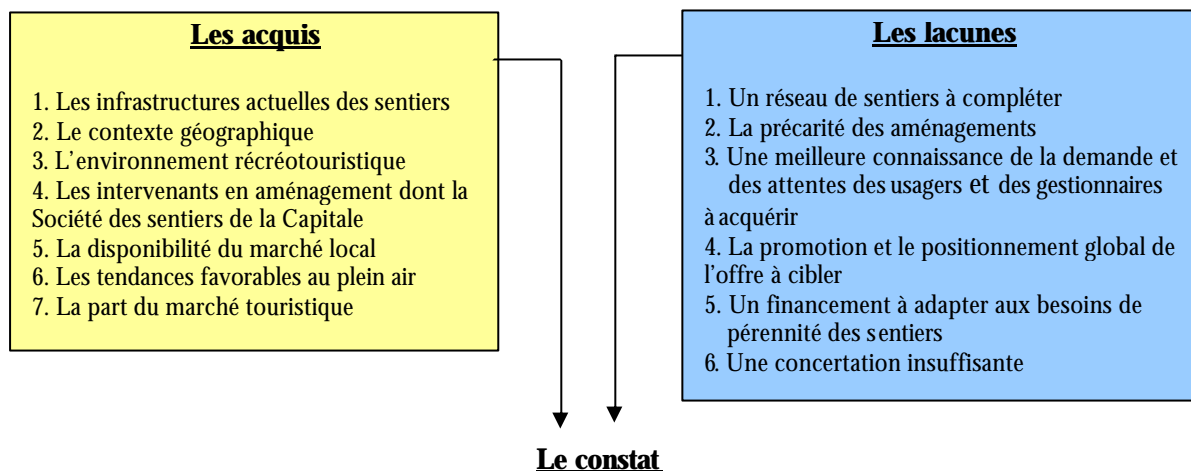 Les acquis
1. Les infrastructures actuelles des sentiers
2. Le contexte géographique
3. L'environnement récréotouristique
4. Les intervenants en aménagement dont la
Société des sentiers de la Capitale
5. La disponibilité du marché local
6. Les tendances favorables au plein air
7. La part du marché touristique
Les lacunes
1. Un réseau de sentiers à compléter
2. La précarité des aménagements
3. Une meilleure connaissance de la demande et
des attentes des usagers et des gestionnaires
à acquérir
4. La promotion et le positionnement global de
l'offre à cibler
5. Un financement à adapter aux besoins de
pérennité des sentiers
6. Une concertation insuffisante
Le constat